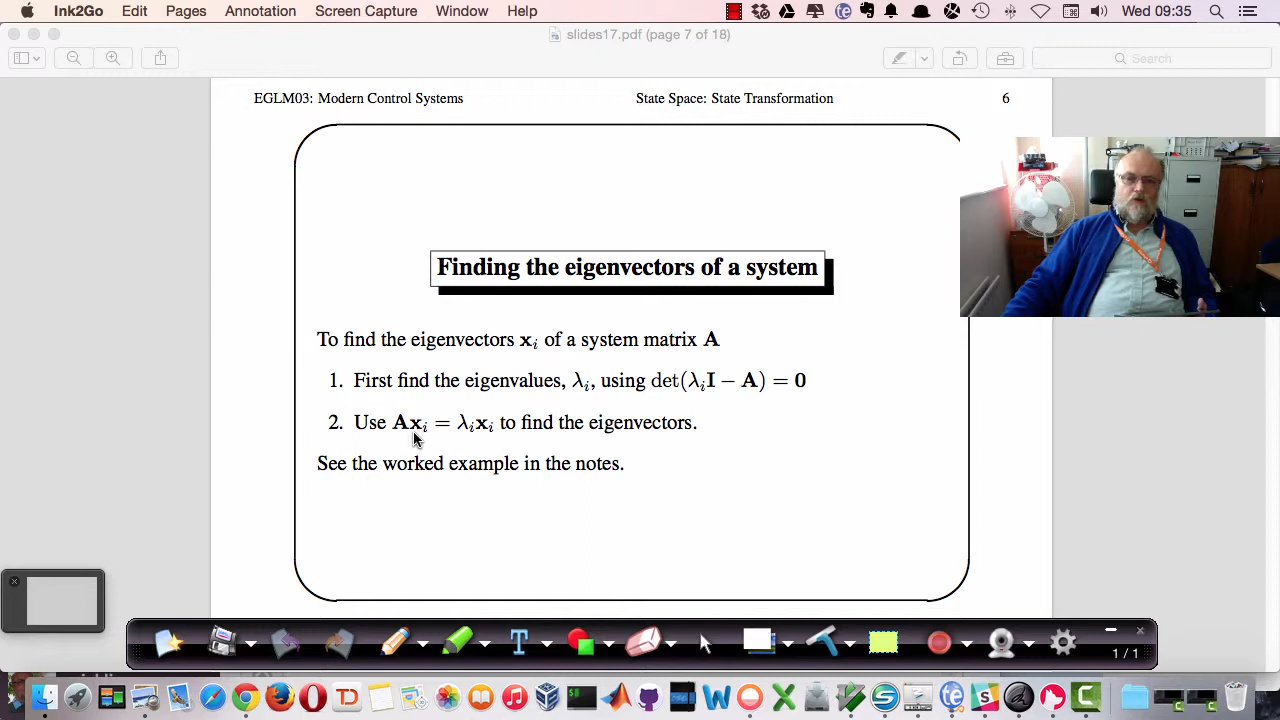 Ink2Go Edit Pages Annotation Screen Capture Window Help Wed 09:35
slides17.pdf (page 7 of 18)
Search
EGLM03: Modern Control Systems State Space: State Transformation 6
Finding the eigenvectors of a system
To find the eigenvectors xᵢ of a system matrix A
1. First find the eigenvalues, λᵢ, using det(λᵢI − A) = 0
2. Use Axᵢ = λᵢxᵢ to find the eigenvectors.
See the worked example in the notes.
1 / 1